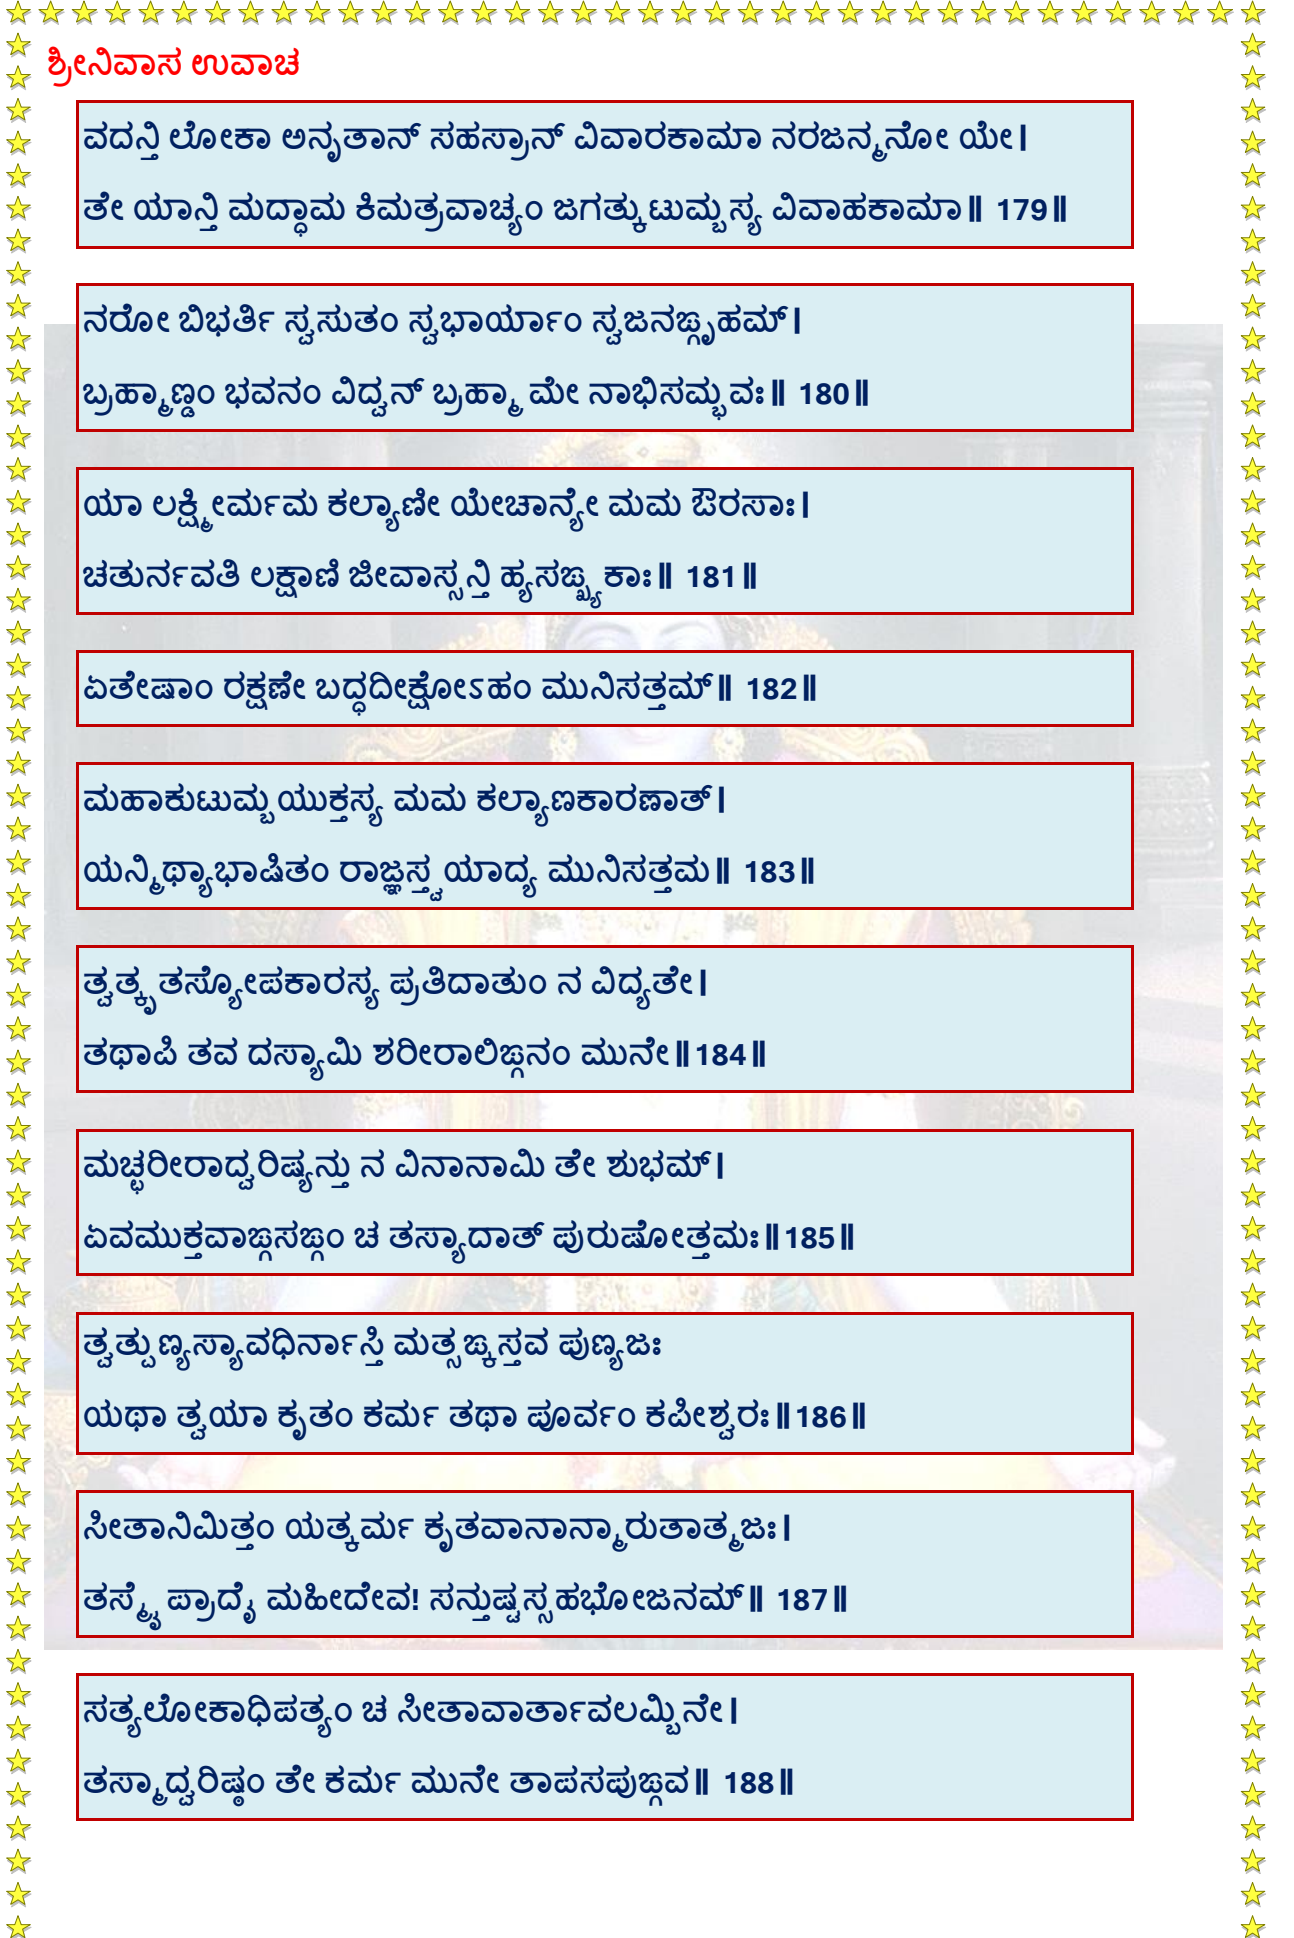 ಶ್ರೀನಿವಾಸ ಉವಾಚ
ವದನ್ತಿ ಲೋಕಾ ಅನೃತಾನ್ ಸಹಸ್ರಾನ್ ವಿವಾರಕಾಮಾ ನರಜನ್ಮನೋ ಯೇ।
ತೇ ಯಾನ್ತಿ ಮದ್ಧಾಮ ಕಿಮತ್ರವಾಚ್ಯಂ ಜಗತ್ಕುಟುಮ್ಬಸ್ಯ ವಿವಾಹಕಾಮಾ॥ 179॥
ನರೋ ಬಿಭರ್ತಿ ಸ್ವಸುತಂ ಸ್ವಭಾರ್ಯಾಂ ಸ್ವಜನಙ್ಗೃಹಮ್।
ಬ್ರಹ್ಮಾಣ್ಡಂ ಭವನಂ ವಿದ್ವನ್ ಬ್ರಹ್ಮಾ ಮೇ ನಾಭಿಸಮ್ಭವಃ॥ 180॥
ಯಾ ಲಕ್ಷ್ಮೀರ್ಮಮ ಕಲ್ಯಾಣೀ ಯೇಚಾನ್ಯೇ ಮಮ ಔರಸಾಃ।
ಚತುರ್ನವತಿ ಲಕ್ಷಾಣಿ ಜೀವಾಸ್ಸನ್ತಿ ಹ್ಯಸಙ್ಖ್ಯಕಾಃ॥ 181॥
ಏತೇಷಾಂ ರಕ್ಷಣೇ ಬದ್ಧದೀಕ್ಷೋಽಹಂ ಮುನಿಸತ್ತಮ್॥ 182॥
ಮಹಾಕುಟುಮ್ಬಯುಕ್ತಸ್ಯ ಮಮ ಕಲ್ಯಾಣಕಾರಣಾತ್।
ಯನ್ಮಿಥ್ಯಾಭಾಷಿತಂ ರಾಜ್ಞಸ್ತ್ವಯಾದ್ಯ ಮುನಿಸತ್ತಮ॥ 183॥
ತ್ವತ್ಕೃತಸ್ಯೋಪಕಾರಸ್ಯ ಪ್ರತಿದಾತುಂ ನ ವಿದ್ಯತೇ।
ತಥಾಪಿ ತವ ದಸ್ಯಾಮಿ ಶರೀರಾಲಿಙ್ಗನಂ ಮುನೇ॥184॥
ಮಚ್ಛರೀರಾದ್ವರಿಷ್ಯನ್ತು ನ ವಿನಾನಾಮಿ ತೇ ಶುಭಮ್।
ಏವಮುಕ್ತವಾಙ್ಗಸಙ್ಗಂ ಚ ತಸ್ಯಾದಾತ್ ಪುರುಷೋತ್ತಮಃ॥185॥
ತ್ವತ್ಪುಣ್ಯಸ್ಯಾವಧಿರ್ನಾಸ್ತಿ ಮತ್ಸಙ್ಕಸ್ತವ ಪುಣ್ಯಜಃ
ಯಥಾ ತ್ವಯಾ ಕೃತಂ ಕರ್ಮ ತಥಾ ಪೂರ್ವಂ ಕಪೀಶ್ವರಃ॥186॥
ಸೀತಾನಿಮಿತ್ತಂ ಯತ್ಕರ್ಮ ಕೃತವಾನಾನ್ಮಾರುತಾತ್ಮಜಃ।
ತಸ್ಮೈ ಪ್ರಾದೈ ಮಹೀದೇವ! ಸನ್ತುಷ್ಟಸ್ಸಹಭೋಜನಮ್॥ 187॥
ಸತ್ಯಲೋಕಾಧಿಪತ್ಯಂ ಚ ಸೀತಾವಾರ್ತಾವಲಮ್ಬಿನೇ।
ತಸ್ಮಾದ್ವರಿಷ್ಠಂ ತೇ ಕರ್ಮ ಮುನೇ ತಾಪಸಪುಙ್ಗವ॥ 188॥